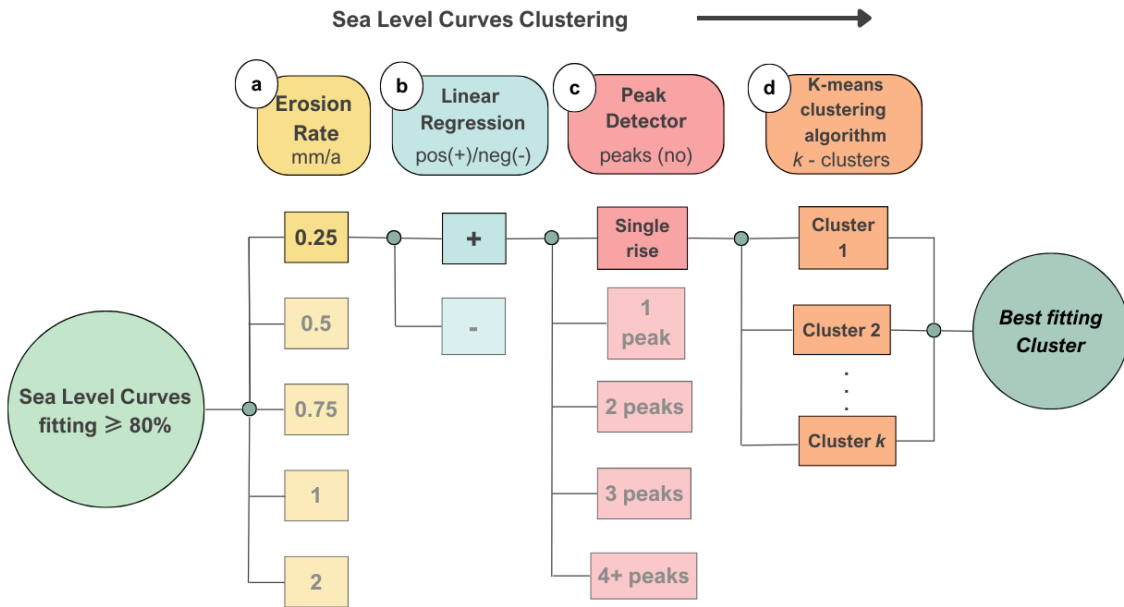 Sea Level Curves Clustering
a
Erosion
Rate
mm/a
b
Linear
Regression
pos(+)/neg(-)
c
Peak
Detector
peaks (no)
d
K-means
clustering
algorithm
k - clusters
Sea Level Curves
fitting ⩾ 80%
0.25
0.5
0.75
1
2
+
-
Single
rise
1
peak
2 peaks
3 peaks
4+ peaks
Cluster
1
Cluster 2
Cluster k
Best fitting
Cluster